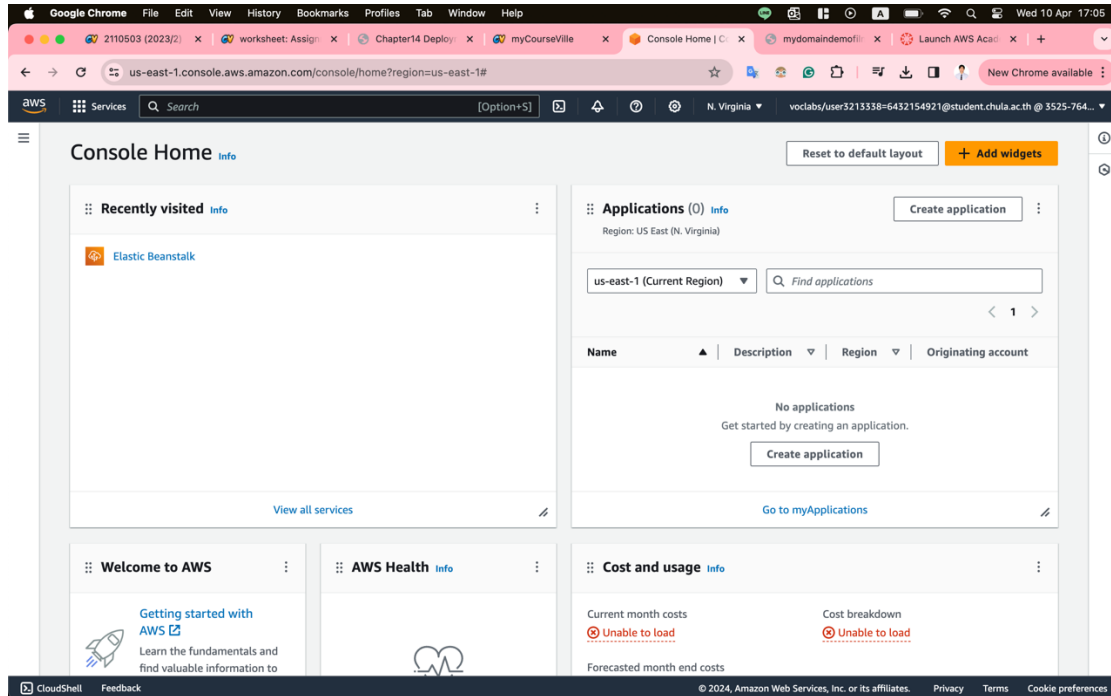 Google Chrome File Edit View History Bookmarks Profiles Tab Window Help A Wed 10 Apr 17:05
2110503 (2023/2) worksheet: Assign Chapter14 Deploy myCourseVille Console Home | C mydomaindemofil Launch AWS Acad
us-east-1.console.aws.amazon.com/console/home?region=us-east-1# New Chrome available
aws Services Search [Option+S] N. Virginia voclabs/user3213338=6432154921@student.chula.ac.th @ 3525-764...
Console Home Info Reset to default layout + Add widgets
Recently visited Info
Elastic Beanstalk
View all services
Applications (0) Info Create application
Region: US East (N. Virginia)
us-east-1 (Current Region) Find applications
1
Name Description Region Originating account
No applications
Get started by creating an application.
Create application
Go to myApplications
Welcome to AWS
Getting started with
AWS
Learn the fundamentals and
find valuable information to
AWS Health Info
Cost and usage Info
Current month costs Cost breakdown
Unable to load Unable to load
Forecasted month end costs
CloudShell Feedback © 2024, Amazon Web Services, Inc. or its affiliates. Privacy Terms Cookie preferences